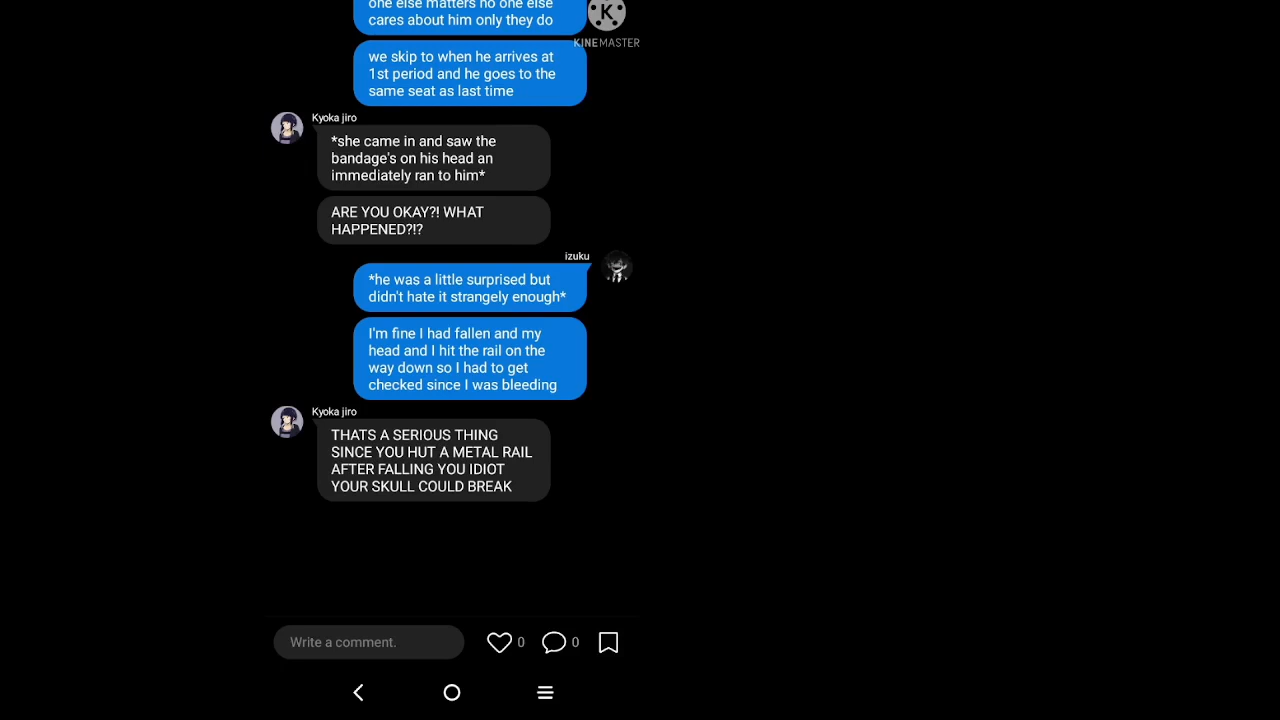 one else matters no one else
cares about him only they do
K
KINEMASTER
we skip to when he arrives at
1st period and he goes to the
same seat as last time
Kyoka jiro
*she came in and saw the
bandage's on his head an
immediately ran to him*
ARE YOU OKAY?! WHAT
HAPPENED?!?
izuku
*he was a little surprised but
didn't hate it strangely enough*
I'm fine I had fallen and my
head and I hit the rail on the
way down so I had to get
checked since I was bleeding
Kyoka jiro
THATS A SERIOUS THING
SINCE YOU HUT A METAL RAIL
AFTER FALLING YOU IDIOT
YOUR SKULL COULD BREAK
Write a comment.
0
0